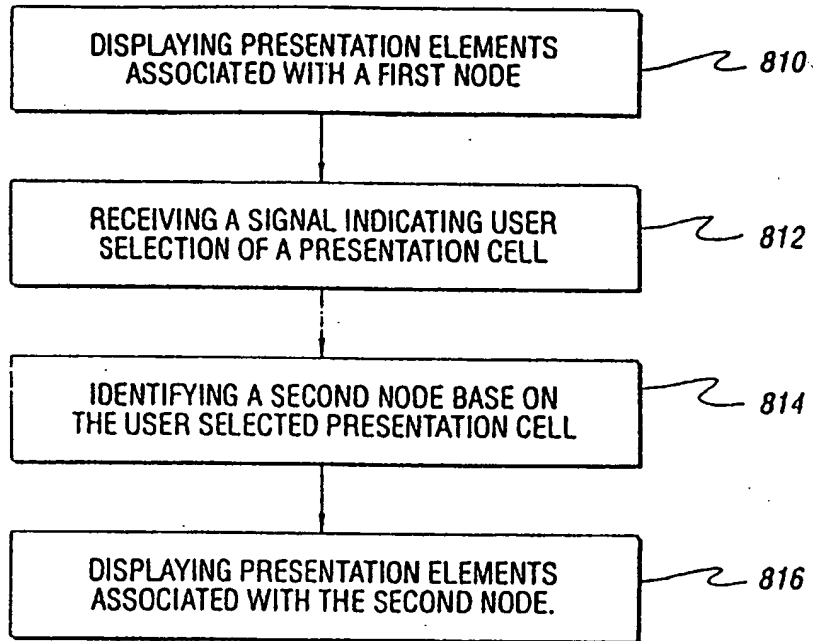 DISPLAYING PRESENTATION ELEMENTS
ASSOCIATED WITH A FIRST NODE
810
RECEIVING A SIGNAL INDICATING USER
SELECTION OF A PRESENTATION CELL
812
IDENTIFYING A SECOND NODE BASE ON
THE USER SELECTED PRESENTATION CELL
814
DISPLAYING PRESENTATION ELEMENTS
ASSOCIATED WITH THE SECOND NODE.
816